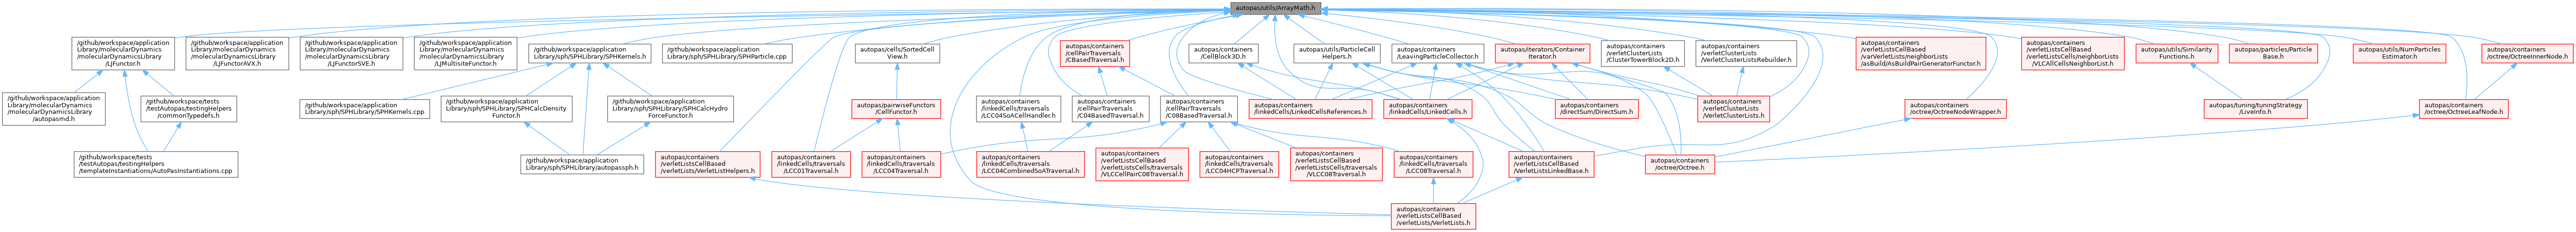 autopas/utils/ArrayMath.h
/github/workspace/application
Library/molecularDynamics
/molecularDynamicsLibrary
/LJFunctor.h
/github/workspace/application
Library/molecularDynamics
/molecularDynamicsLibrary
/LJFunctorAVX.h
/github/workspace/application
Library/molecularDynamics
/molecularDynamicsLibrary
/LJFunctorSVE.h
/github/workspace/application
Library/molecularDynamics
/molecularDynamicsLibrary
/LJMultisiteFunctor.h
/github/workspace/application
Library/sph/SPHLibrary/SPHKernels.h
/github/workspace/application
Library/sph/SPHLibrary/SPHParticle.cpp
autopas/cells/SortedCell
View.h
autopas/containers
/cellPairTraversals
/CBasedTraversal.h
autopas/containers
/CellBlock3D.h
autopas/utils/ParticleCell
Helpers.h
autopas/containers
/LeavingParticleCollector.h
autopas/iterators/Container
Iterator.h
autopas/containers
/verletClusterLists
/ClusterTowerBlock2D.h
autopas/containers
/verletClusterLists
/VerletClusterListsRebuilder.h
autopas/containers
/verletListsCellBased
/varVerletLists/neighborLists
/asBuild/AsBuildPairGeneratorFunctor.h
autopas/containers
/verletListsCellBased
/verletListsCells/neighborLists
/VLCAllCellsNeighborList.h
autopas/utils/Similarity
Functions.h
autopas/particles/Particle
Base.h
autopas/utils/NumParticles
Estimator.h
autopas/containers
/octree/OctreeInnerNode.h
/github/workspace/application
Library/molecularDynamics
/molecularDynamicsLibrary
/autopasmd.h
/github/workspace/tests
/testAutopas/testingHelpers
/commonTypedefs.h
/github/workspace/application
Library/sph/SPHLibrary/SPHKernels.cpp
/github/workspace/application
Library/sph/SPHLibrary/SPHCalcDensity
Functor.h
/github/workspace/application
Library/sph/SPHLibrary/SPHCalcHydro
ForceFunctor.h
autopas/pairwiseFunctors
/CellFunctor.h
autopas/containers
/linkedCells/traversals
/LCC04SoACellHandler.h
autopas/containers
/cellPairTraversals
/C04BasedTraversal.h
autopas/containers
/cellPairTraversals
/C08BasedTraversal.h
autopas/containers
/linkedCells/LinkedCellsReferences.h
autopas/containers
/linkedCells/LinkedCells.h
autopas/containers
/directSum/DirectSum.h
autopas/containers
/verletClusterLists
/VerletClusterLists.h
autopas/containers
/octree/OctreeNodeWrapper.h
autopas/tuning/tuningStrategy
/LiveInfo.h
autopas/containers
/octree/OctreeLeafNode.h
/github/workspace/tests
/testAutopas/testingHelpers
/templateInstantiations/AutoPasInstantiations.cpp
/github/workspace/application
Library/sph/SPHLibrary/autopassph.h
autopas/containers
/verletListsCellBased
/verletLists/VerletListHelpers.h
autopas/containers
/linkedCells/traversals
/LCC01Traversal.h
autopas/containers
/linkedCells/traversals
/LCC04Traversal.h
autopas/containers
/linkedCells/traversals
/LCC04CombinedSoATraversal.h
autopas/containers
/verletListsCellBased
/verletListsCells/traversals
/VLCCellPairC08Traversal.h
autopas/containers
/linkedCells/traversals
/LCC04HCPTraversal.h
autopas/containers
/verletListsCellBased
/verletListsCells/traversals
/VLCC08Traversal.h
autopas/containers
/linkedCells/traversals
/LCC08Traversal.h
autopas/containers
/verletListsCellBased
/VerletListsLinkedBase.h
autopas/containers
/octree/Octree.h
autopas/containers
/verletListsCellBased
/verletLists/VerletLists.h